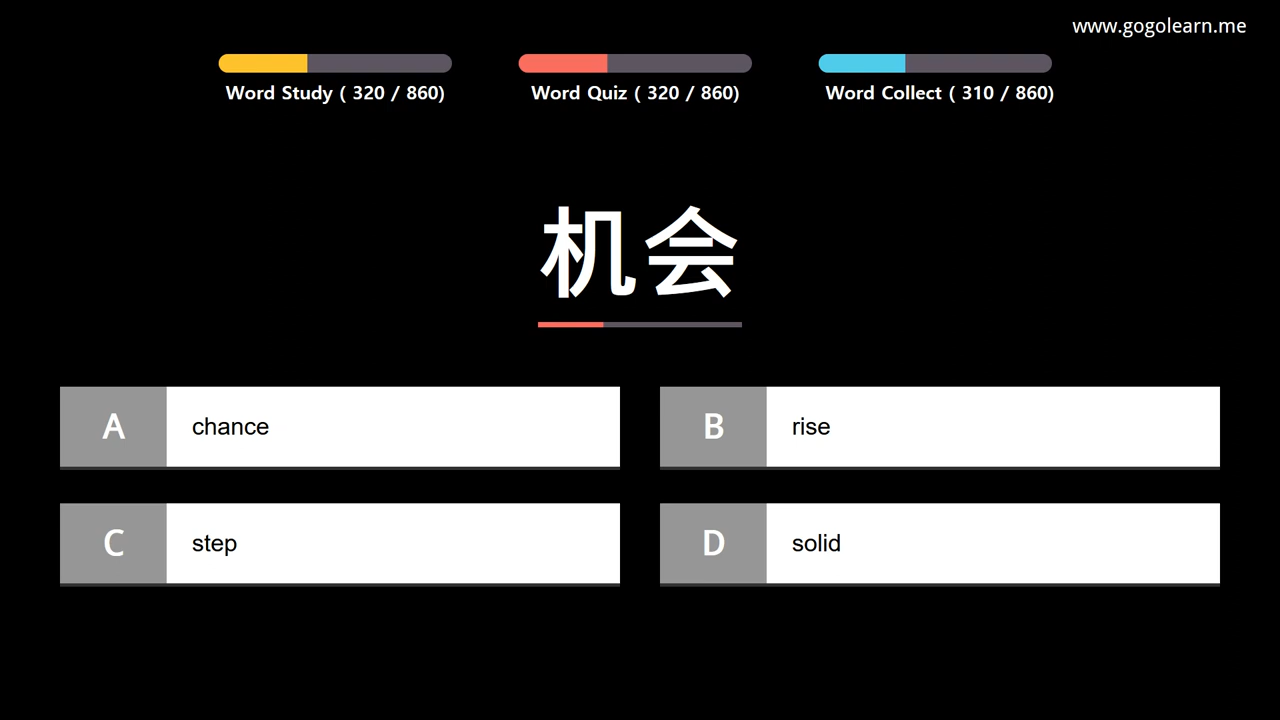 www.gogolearn.me
Word Study ( 320 / 860)
Word Quiz ( 320 / 860)
Word Collect ( 310 / 860)
机会
A chance
B rise
C step
D solid